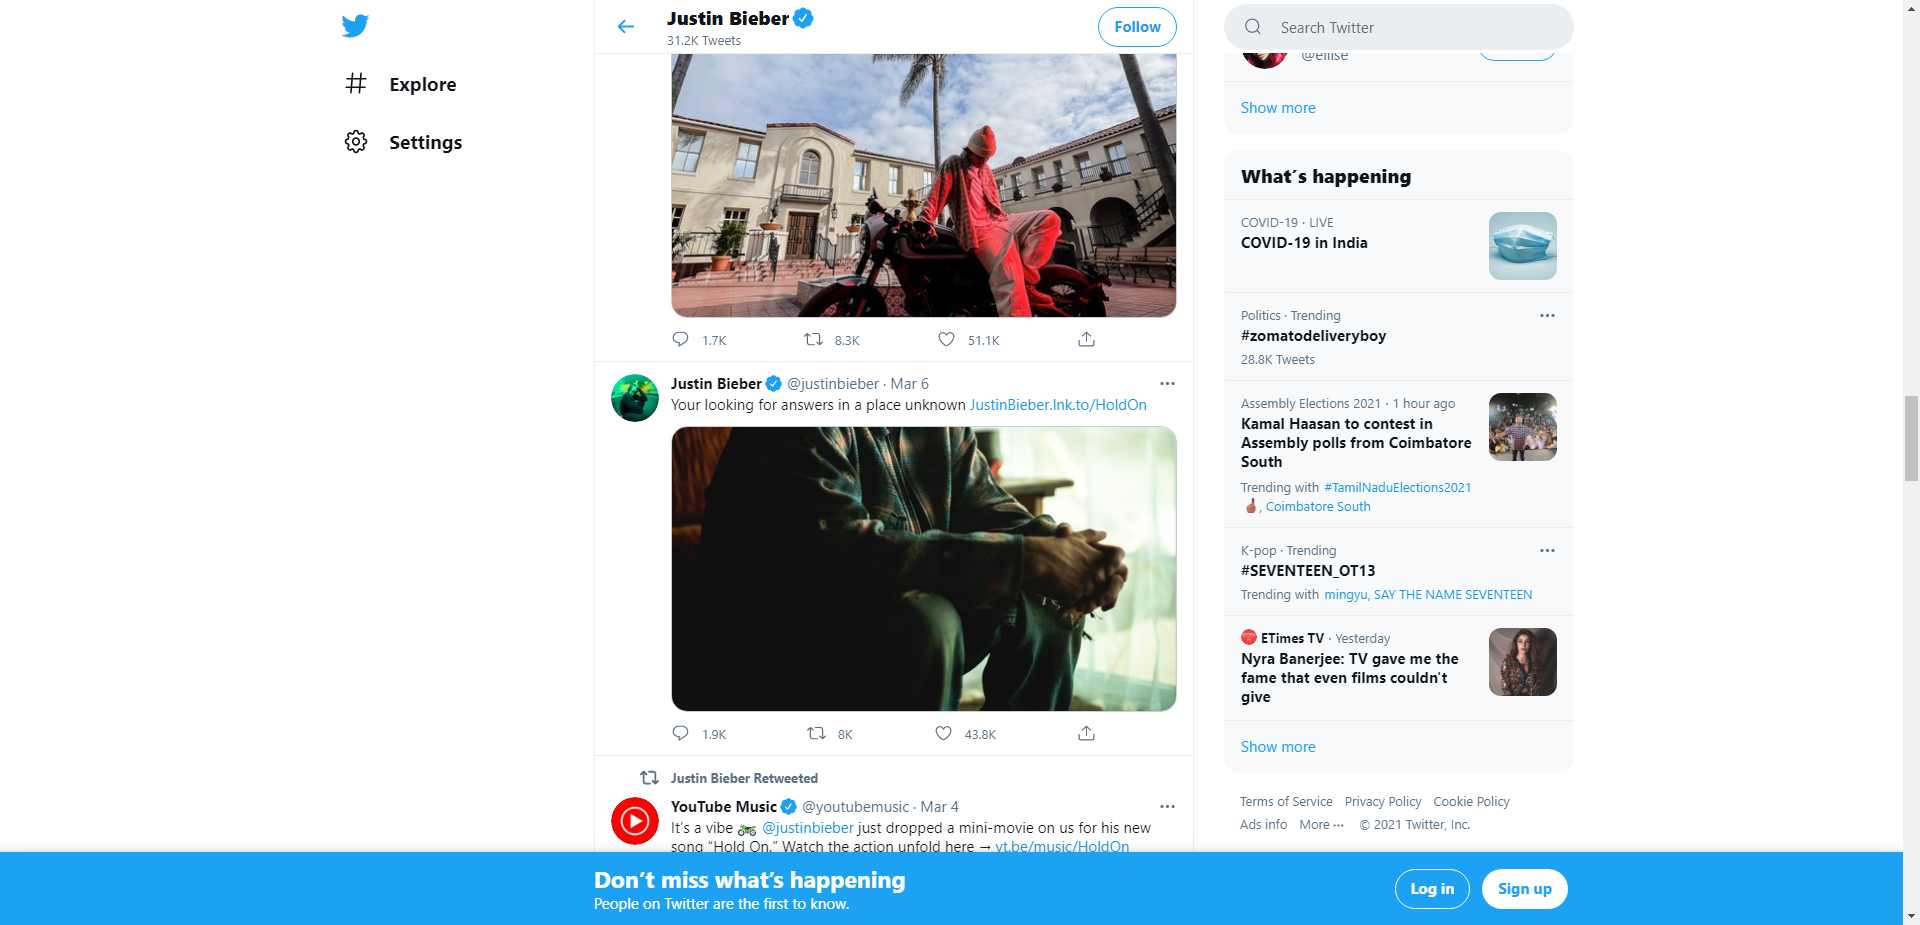 Explore
Settings
Justin Bieber
31.2K Tweets
Follow
1.7K 8.3K 51.1K
Justin Bieber @justinbieber · Mar 6
Your looking for answers in a place unknown JustinBieber.lnk.to/HoldOn
1.9K 8K 43.8K
Justin Bieber Retweeted
YouTube Music @youtubemusic · Mar 4
It's a vibe @justinbieber just dropped a mini-movie on us for his new
song “Hold On.” Watch the action unfold here → yt.be/music/HoldOn
Search Twitter
@ellise
Show more
What's happening
COVID-19 · LIVE
COVID-19 in India
Politics · Trending
#zomatodeliveryboy
28.8K Tweets
Assembly Elections 2021 · 1 hour ago
Kamal Haasan to contest in
Assembly polls from Coimbatore
South
Trending with #TamilNaduElections2021
, Coimbatore South
K-pop · Trending
#SEVENTEEN_OT13
Trending with mingyu, SAY THE NAME SEVENTEEN
ETimes TV · Yesterday
Nyra Banerjee: TV gave me the
fame that even films couldn't
give
Show more
Terms of Service Privacy Policy Cookie Policy
Ads info More ··· © 2021 Twitter, Inc.
Don’t miss what’s happening
People on Twitter are the first to know.
Log in
Sign up